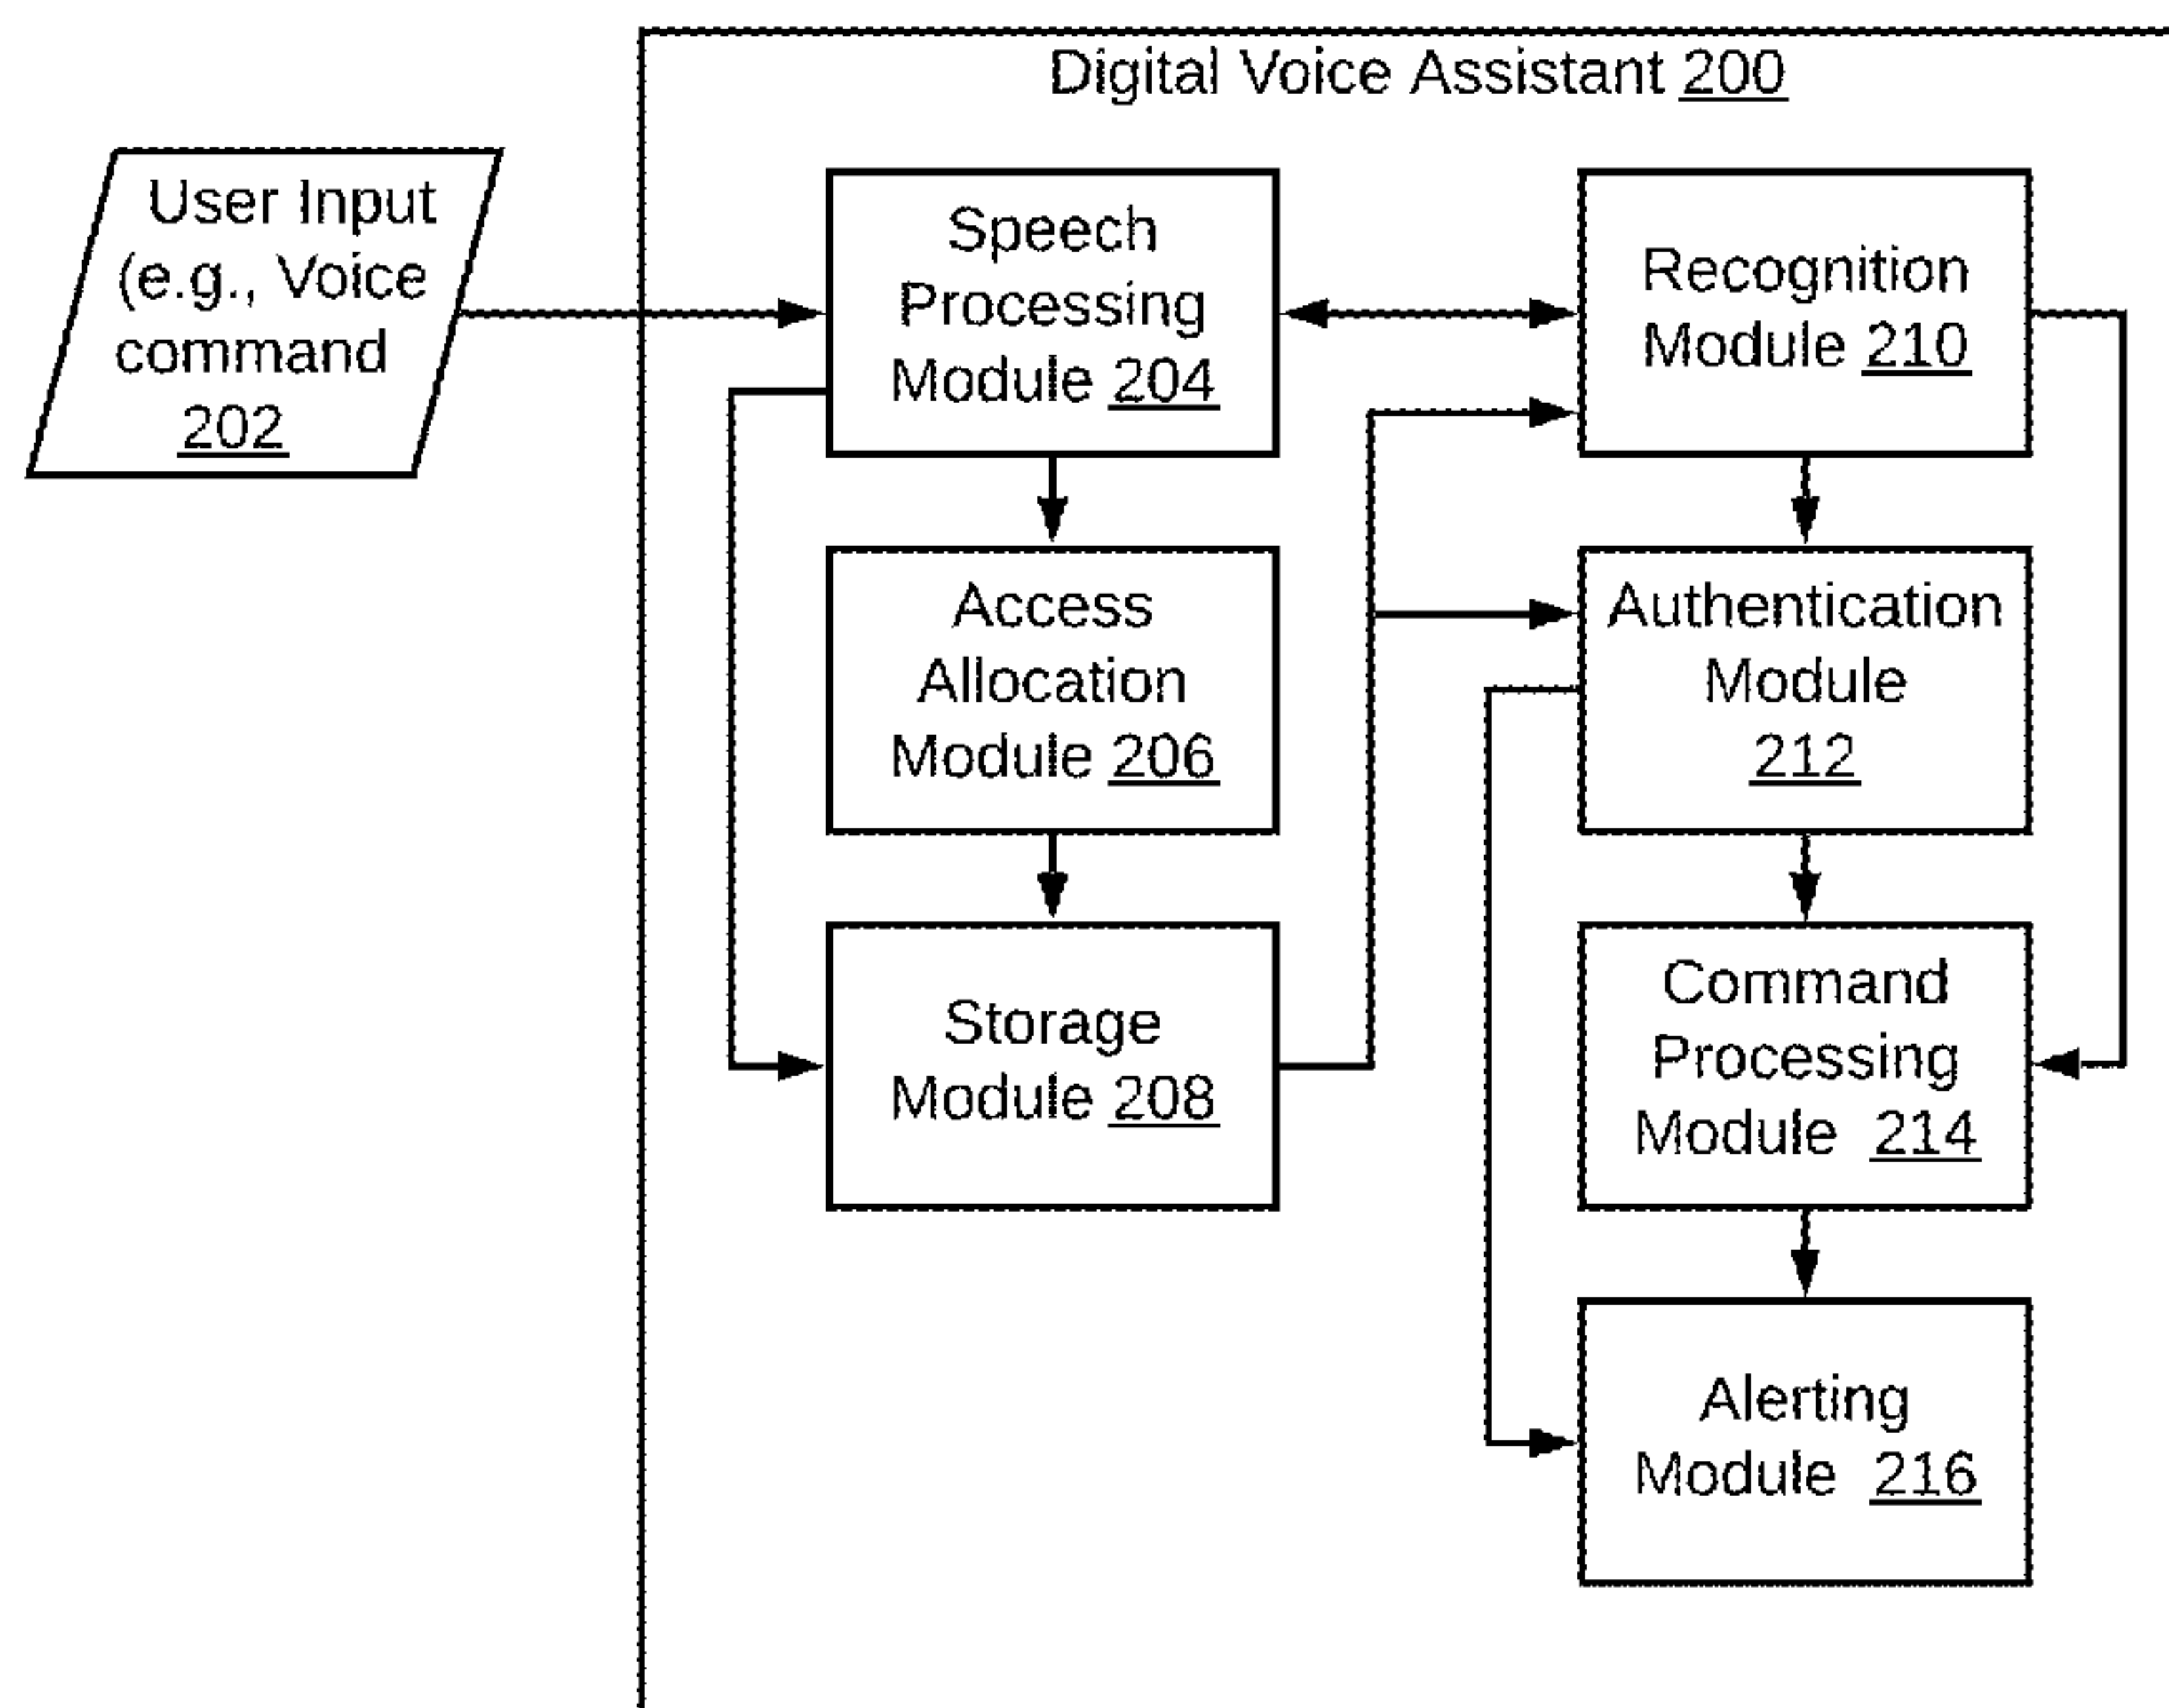 Digital Voice Assistant 200
User Input
(e.g., Voice
command
202
Speech
Processing
Module 204
Access
Allocation
Module 206
Storage
Module 208
Recognition
Module 210
Authentication
Module
212
Command
Processing
Module 214
Alerting
Module 216